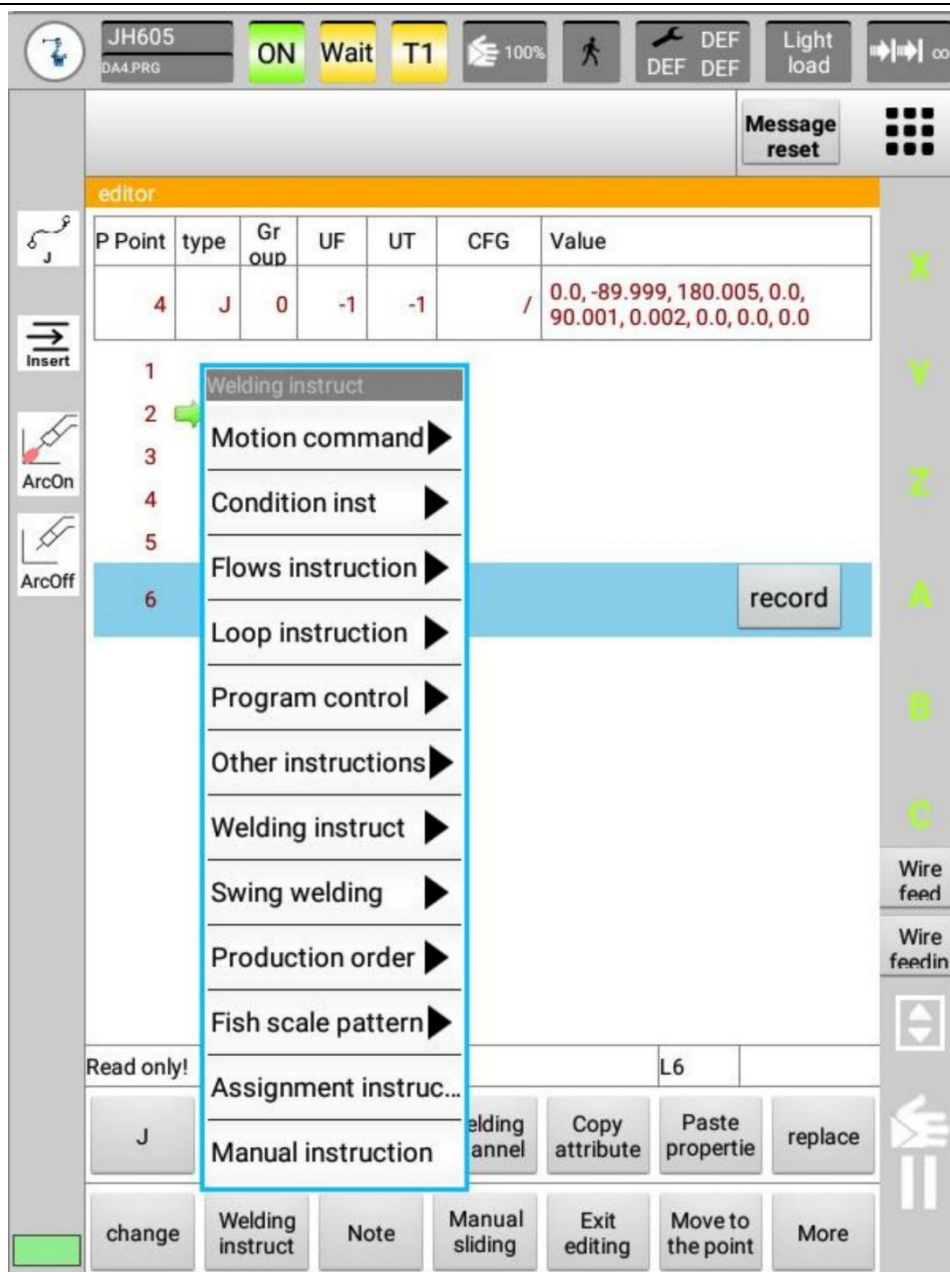 JH605
DA4.PRG
ON
Wait
T1
100%
DEF
DEF DEF
Light
load
∞
Message
reset
editor
J
P Point type Gr
oup UF UT CFG Value
4 J 0 -1 -1 / 0.0, -89.999, 180.005, 0.0,
90.001, 0.002, 0.0, 0.0, 0.0
Insert
ArcOn
ArcOff
1
2
3
4
5
6
record
Welding instruct
Motion command
Condition inst
Flows instruction
Loop instruction
Program control
Other instructions
Welding instruct
Swing welding
Production order
Fish scale pattern
Assignment instruc...
Manual instruction
X
Y
Z
A
B
C
Wire
feed
Wire
feedin
Read only!
L6
J
elding
annel
Copy
attribute
Paste
propertie
replace
change
Welding
instruct
Note
Manual
sliding
Exit
editing
Move to
the point
More